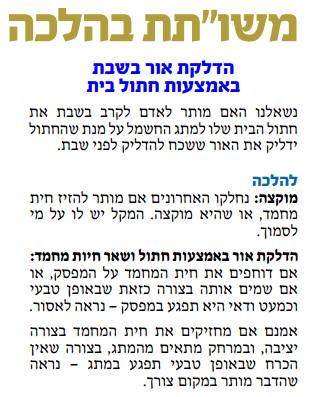 משו"תת בהלכה
הדלקת אור בשבת
באמצעות חתול בית
נשאלנו האם מותר לאדם לקרב בשבת את
חתול הבית שלו למתג החשמל על מנת שהחתול
ידליק את האור ששכח להדליק לפני שבת.
להלכה
מוקצה: נחלקו האחרונים אם מותר להזיז חית
מחמד, או שהיא מוקצה. המקל יש לו על מי
לסמוך.
הדלקת אור באמצעות חתול ושאר חיות מחמד:
אם דוחפים את חית המחמד על המפסק, או
אם שמים אותה בצורה כזאת שבאופן טבעי
וכמעט ודאי היא תפגע במפסק – נראה לאסור.
אמנם אם מחזיקים את חית המחמד בצורה
יציבה, ובמרחק מתאים מהמתג, בצורה שאין
הכרח שבאופן טבעי תפגע במתג – נראה
שהדבר מותר במקום צורך.